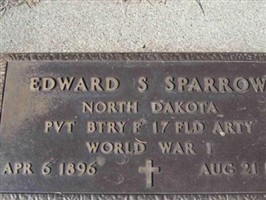 EDWARD S SPARROW
NORTH DAKOTA
PVT BTRY F 17 FLD ARTY
WORLD WAR I
APR 6 1896 AUG 21